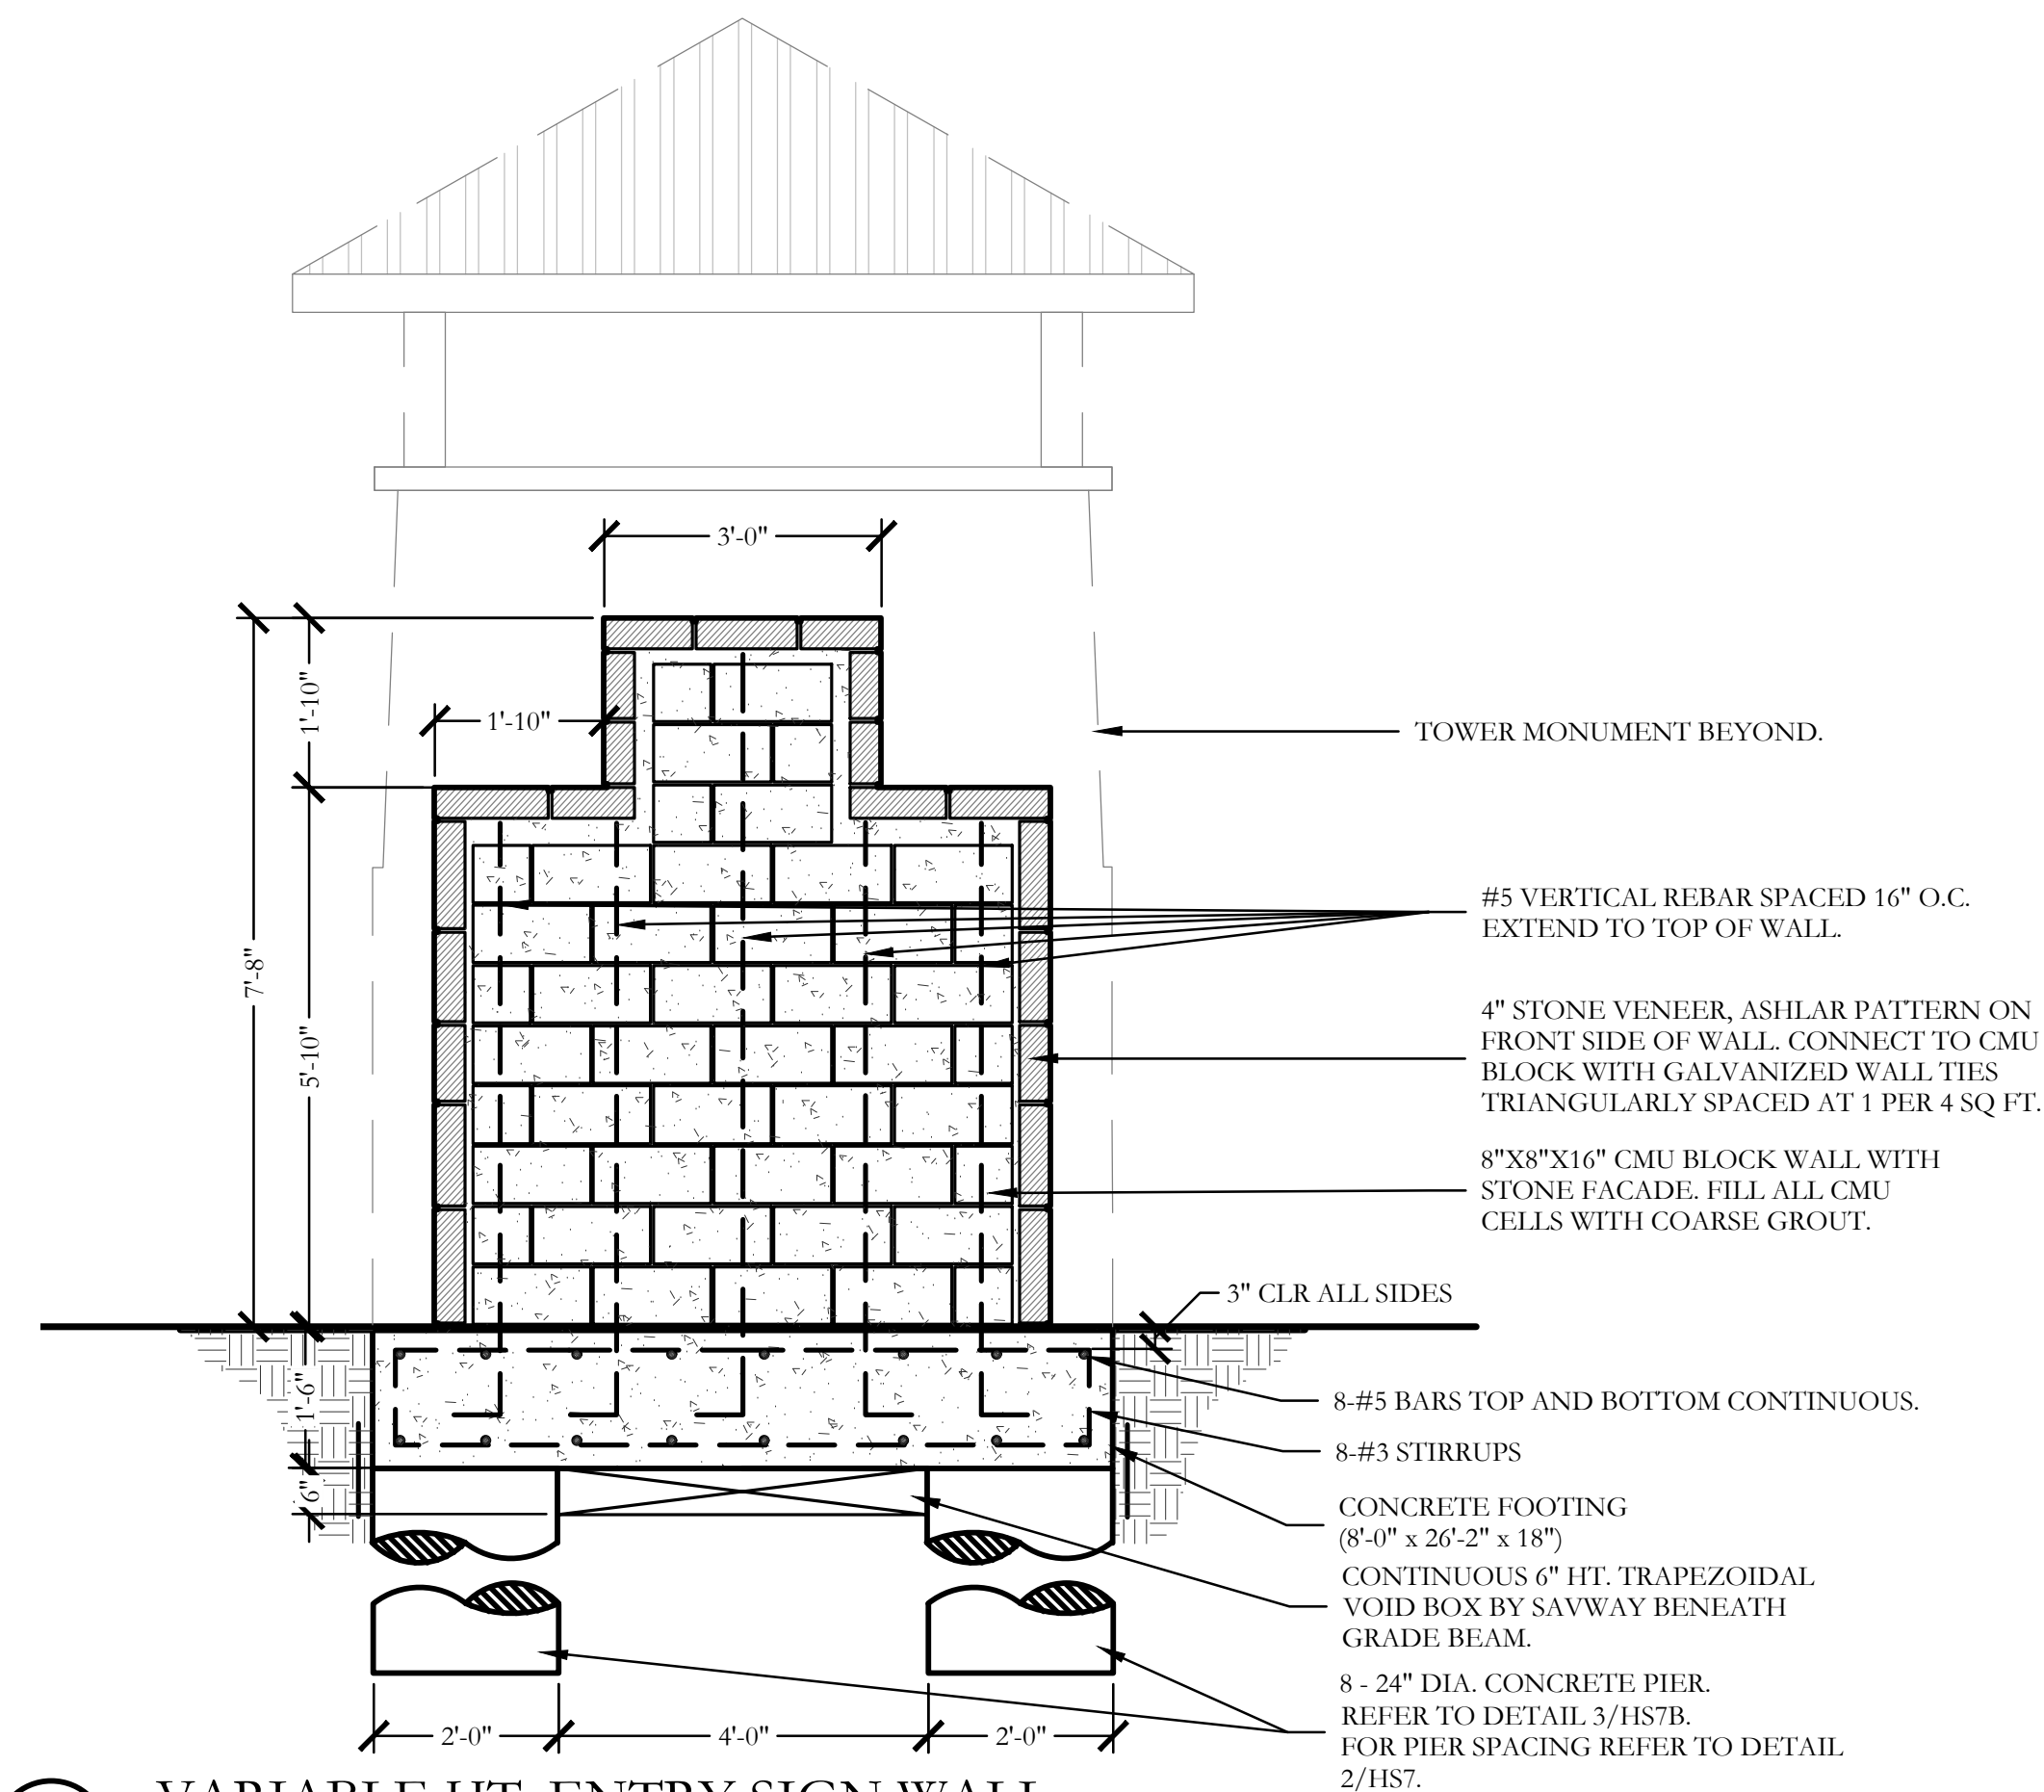 3'-0"
1'-10"
1'-10"
7'-8"
5'-10"
1'-6"
6"
TOWER MONUMENT BEYOND.
#5 VERTICAL REBAR SPACED 16" O.C.
EXTEND TO TOP OF WALL.
4" STONE VENEER, ASHLAR PATTERN ON
FRONT SIDE OF WALL. CONNECT TO CMU
BLOCK WITH GALVANIZED WALL TIES
TRIANGULARLY SPACED AT 1 PER 4 SQ FT.
8"X8"X16" CMU BLOCK WALL WITH
STONE FACADE. FILL ALL CMU
CELLS WITH COARSE GROUT.
3" CLR ALL SIDES
8-#5 BARS TOP AND BOTTOM CONTINUOUS.
8-#3 STIRRUPS
CONCRETE FOOTING
(8'-0" x 26'-2" x 18")
CONTINUOUS 6" HT. TRAPEZOIDAL
VOID BOX BY SAVWAY BENEATH
GRADE BEAM.
8 - 24" DIA. CONCRETE PIER.
REFER TO DETAIL 3/HS7B.
FOR PIER SPACING REFER TO DETAIL
2/HS7.
2'-0"
4'-0"
2'-0"
VARIABLE HT. ENTRY SIGN WALL